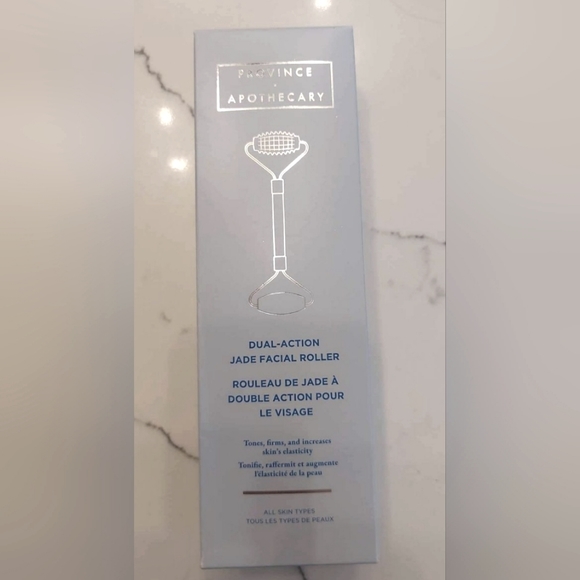 PROVINCE
APOTHECARY
DUAL-ACTION
JADE FACIAL ROLLER
ROULEAU DE JADE À
DOUBLE ACTION POUR
LE VISAGE
Tones, firms, and increases
skin's elasticity
Tonifie, raffermit et augmente
l'élasticité de la peau
ALL SKIN TYPES
TOUS LES TYPES DE PEAUX